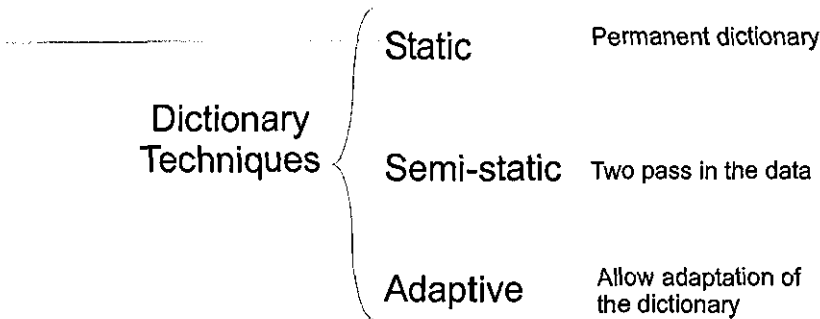 Dictionary
Techniques
Static
Permanent dictionary
Semi-static
Two pass in the data
Adaptive
Allow adaptation of
the dictionary